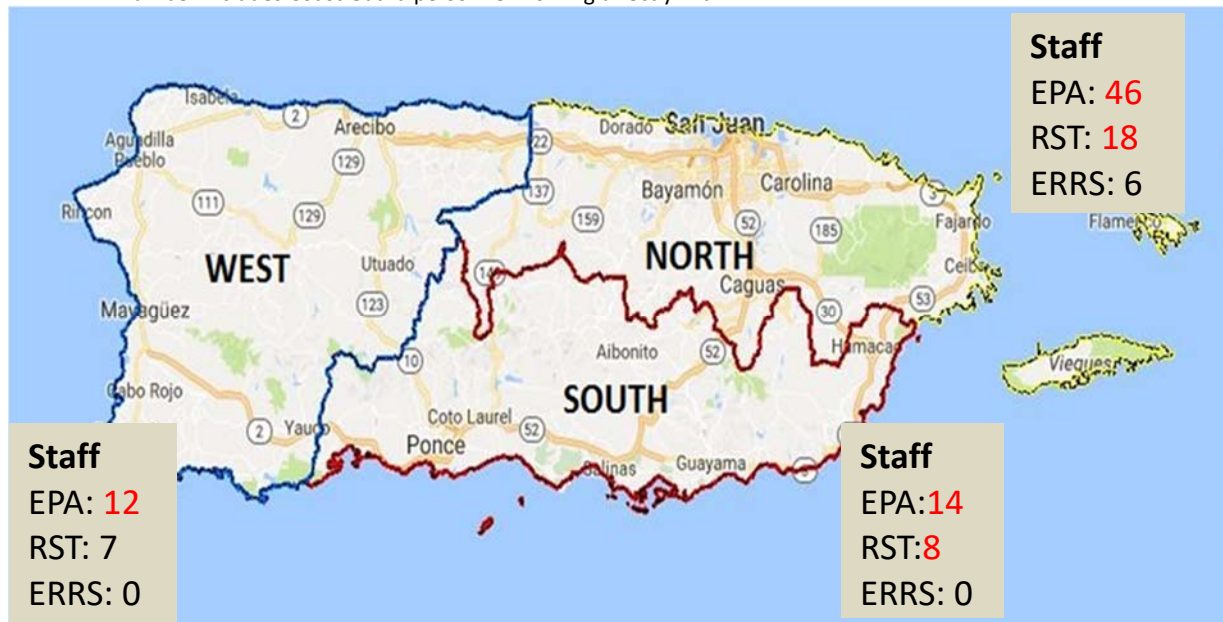 Staff
EPA: 46
RST: 18
ERRS: 6
Isabela
2
Arecibo
Dorado
San Juan
Aguadilla
Pueblo
129
22
Bayamón
Carolina
3
137
Rincon
111
129
159
52
185
Fajardo
Flamenco
WEST
Utuado
NORTH
Ceiba
Caguas
Mayagüez
123
30
53
Aibonito
52
Humacao
10
Vieques
Cabo Rojo
SOUTH
Coto Laurel
2
Yauco
Ponce
52
Salinas
Guayama
Staff
EPA: 12
RST: 7
ERRS: 0
Staff
EPA:14
RST:8
ERRS: 0